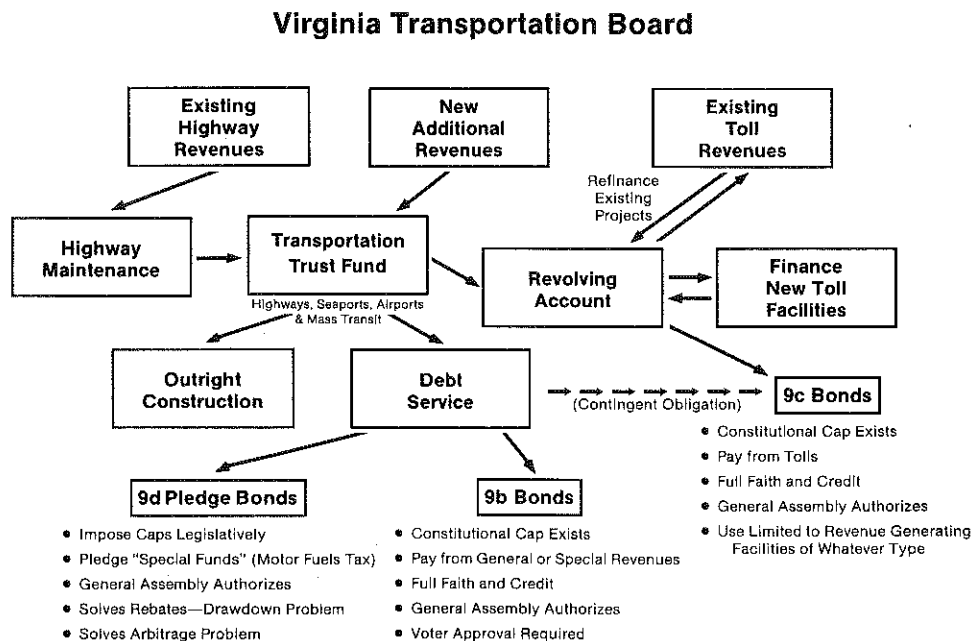 Virginia Transportation Board
Existing
Highway
Revenues
New
Additional
Revenues
Existing
Toll
Revenues
Refinance
Existing
Projects
Highway
Maintenance
Transportation
Trust Fund
Highways, Seaports, Airports
& Mass Transit
Revolving
Account
Finance
New Toll
Facilities
Outright
Construction
Debt
Service
(Contingent Obligation)
9c Bonds
• Constitutional Cap Exists
• Pay from Tolls
• Full Faith and Credit
• General Assembly Authorizes
• Use Limited to Revenue Generating
Facilities of Whatever Type
9d Pledge Bonds
• Impose Caps Legislatively
• Pledge “Special Funds” (Motor Fuels Tax)
• General Assembly Authorizes
• Solves Rebates—Drawdown Problem
• Solves Arbitrage Problem
9b Bonds
• Constitutional Cap Exists
• Pay from General or Special Revenues
• Full Faith and Credit
• General Assembly Authorizes
• Voter Approval Required